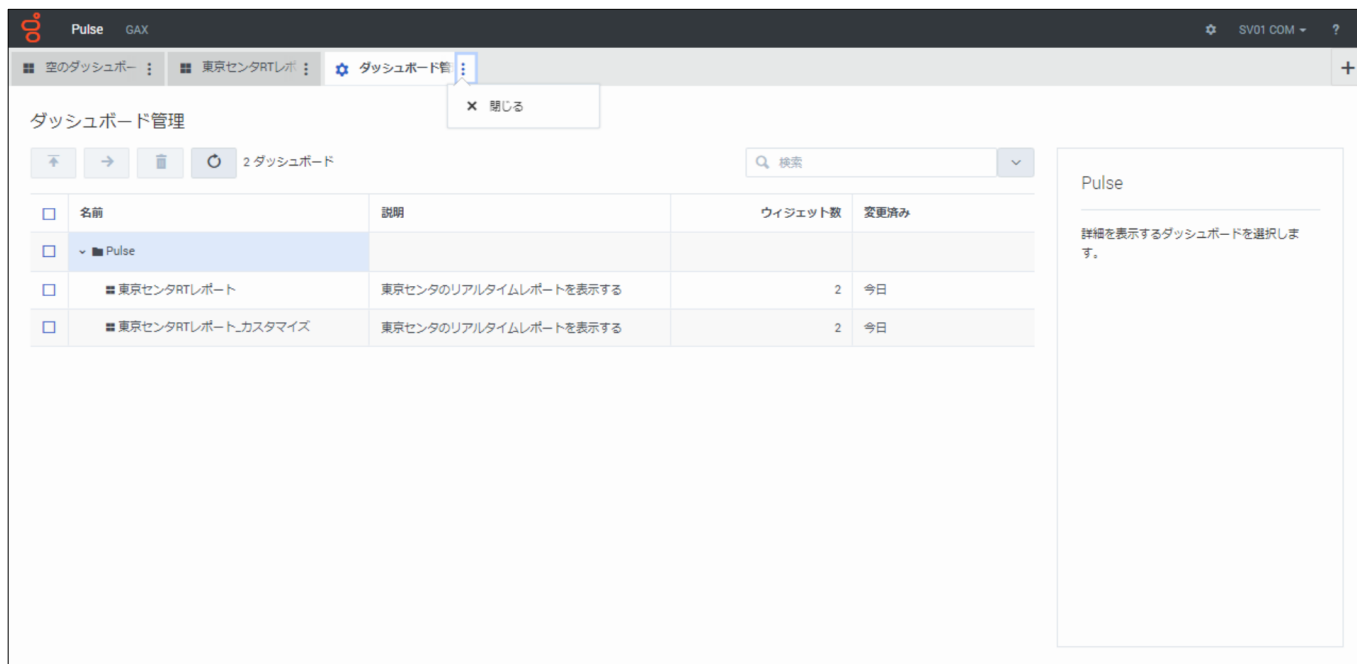 Pulse GAX SV01 COM ?
空のダッシュボー 東京センタRTレポ ダッシュボード管 +
× 閉じる
ダッシュボード管理
2 ダッシュボード 検索
Pulse
詳細を表示するダッシュボードを選択しま
す。
名前 説明 ウィジェット数 変更済み
Pulse
東京センタRTレポート 東京センタのリアルタイムレポートを表示する 2 今日
東京センタRTレポート_カスタマイズ 東京センタのリアルタイムレポートを表示する 2 今日